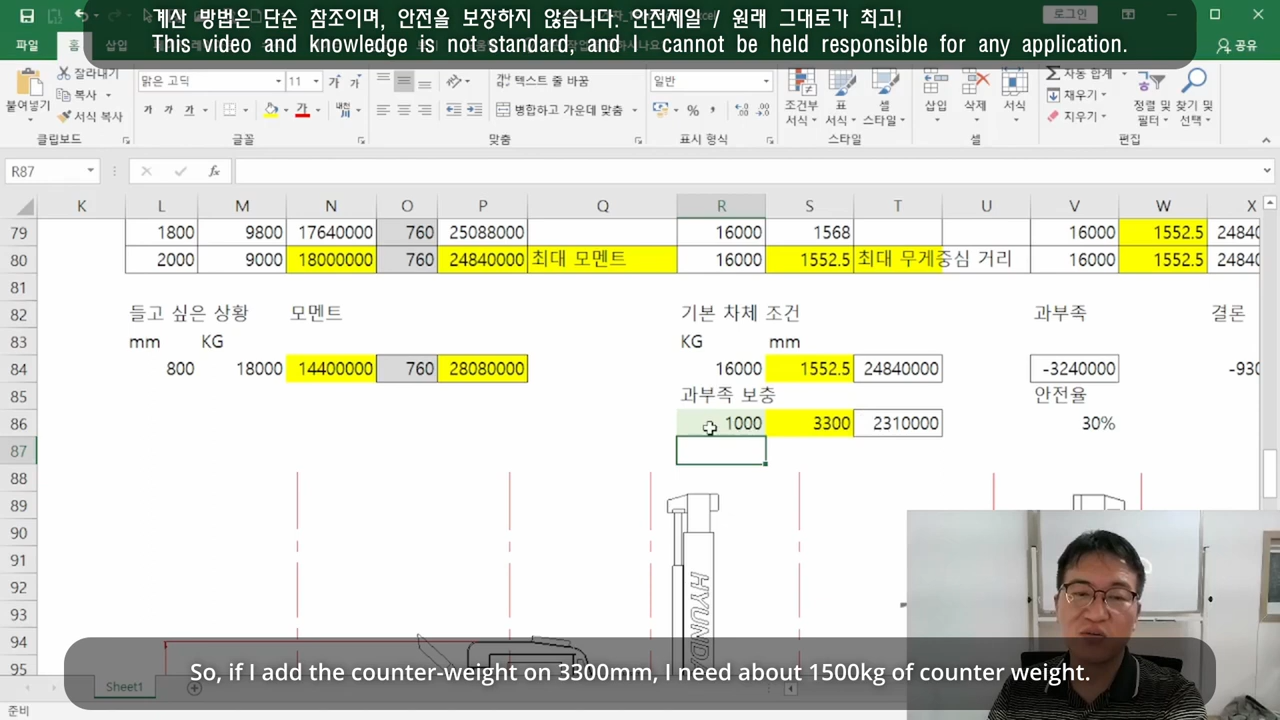 계산 방법은 단순 참조이며, 안전을 보장하지 않습니다. 안전제일 / 원래 그대로가 최고!
This video and knowledge is not standard, and I cannot be held responsible for any application.
로그인
파일 홈 삽입 공유
붙여넣기 잘라내기 맑은 고딕 11 가 가 텍스트 줄 바꿈 일반 조건부 서식 표 서식 셀 스타일 삽입 삭제 서식 자동 합계 정렬 및 필터 찾기 및 선택
복사 가 가 가 내천 병합하고 가운데 맞춤 % 채우기
서식 복사 지우기
클립보드 글꼴 맞춤 표시 형식 스타일 셀 편집
R87 fx
K L M N O P Q R S T U V W X
79 1800 9800 17640000 760 25088000 16000 1568 16000 1552.5 24840
80 2000 9000 18000000 760 24840000 최대 모멘트 16000 1552.5 최대 무게중심 거리 16000 1552.5 24840
81
82 들고 싶은 상황 모멘트 기본 차체 조건 과부족 결론
83 mm KG KG mm
84 800 18000 14400000 760 28080000 16000 1552.5 24840000 -3240000 -930
85 과부족 보충 안전율
86 1000 3300 2310000 30%
87
88
89
90
91
92
93
94
95
HYUNDA
So, if I add the counter-weight on 3300mm, I need about 1500kg of counter weight.
Sheet1
준비